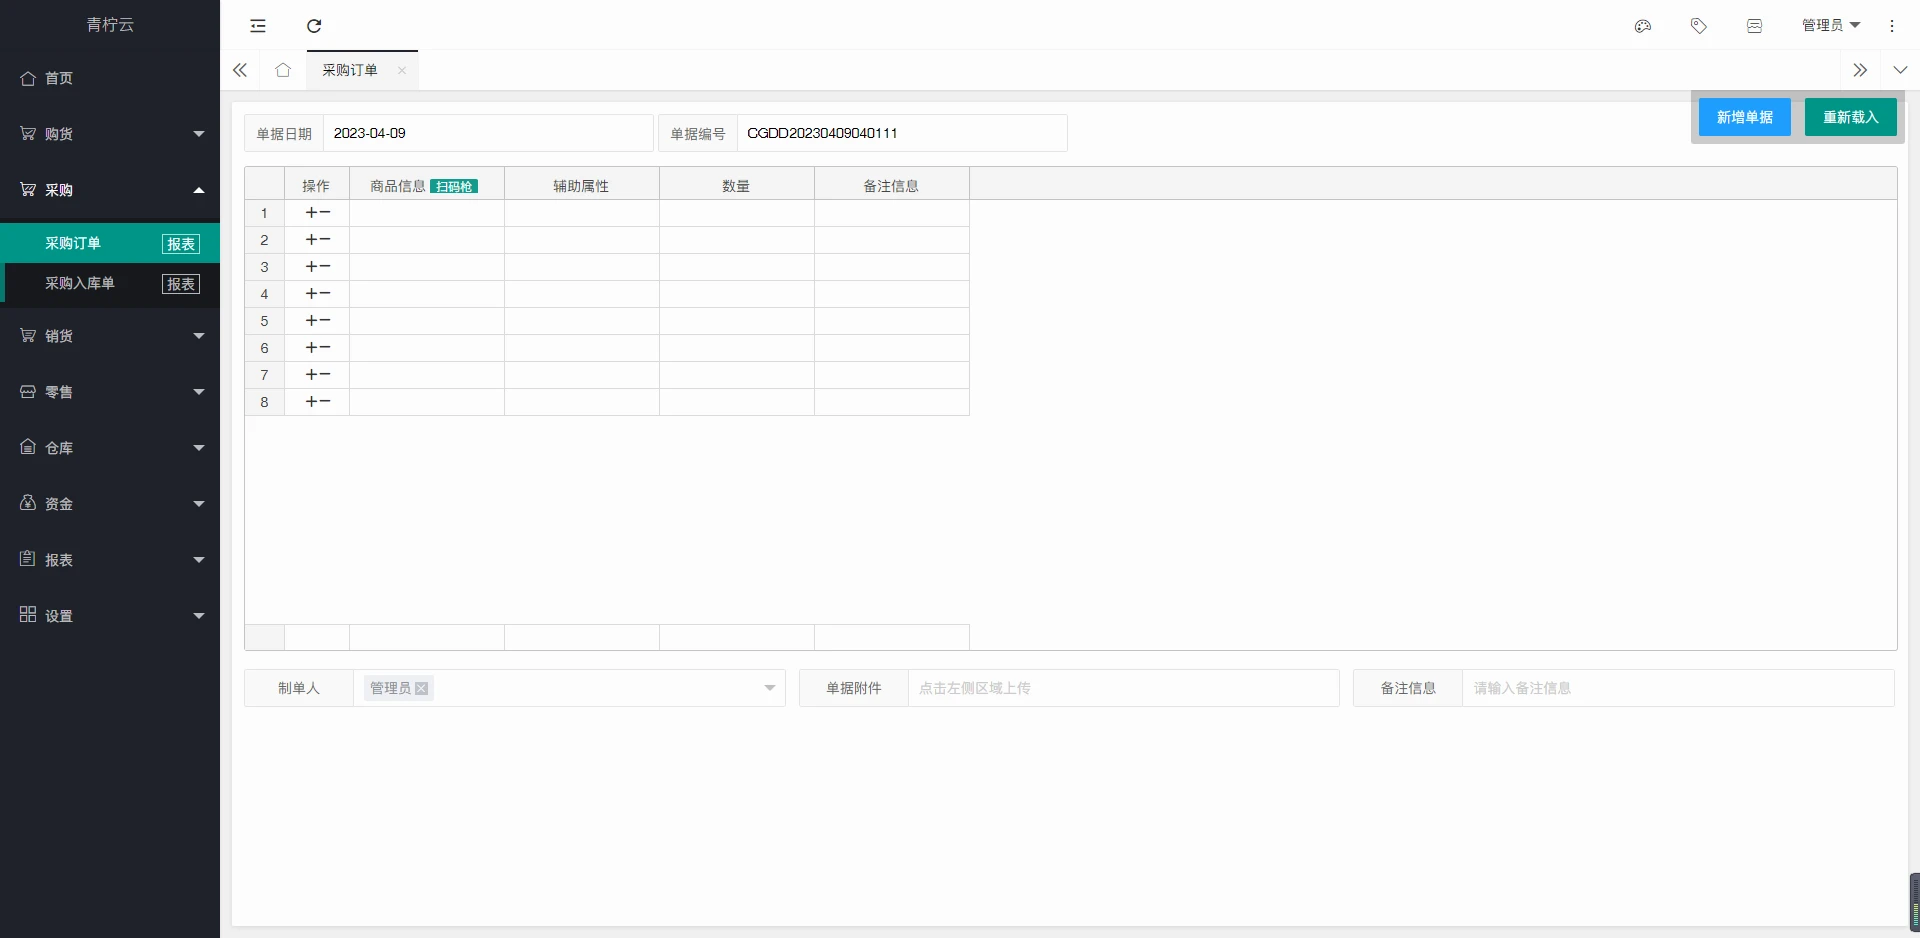 青柠云
管理员
首页
采购订单
购货
采购
采购订单 报表
采购入库单 报表
销货
零售
仓库
资金
报表
设置
新增单据 重新载入
单据日期 2023-04-09 单据编号 CGDD20230409040111
操作 商品信息 扫码枪 辅助属性 数量 备注信息
1
2
3
4
5
6
7
8
制单人 管理员 单据附件 点击左侧区域上传 备注信息 请输入备注信息